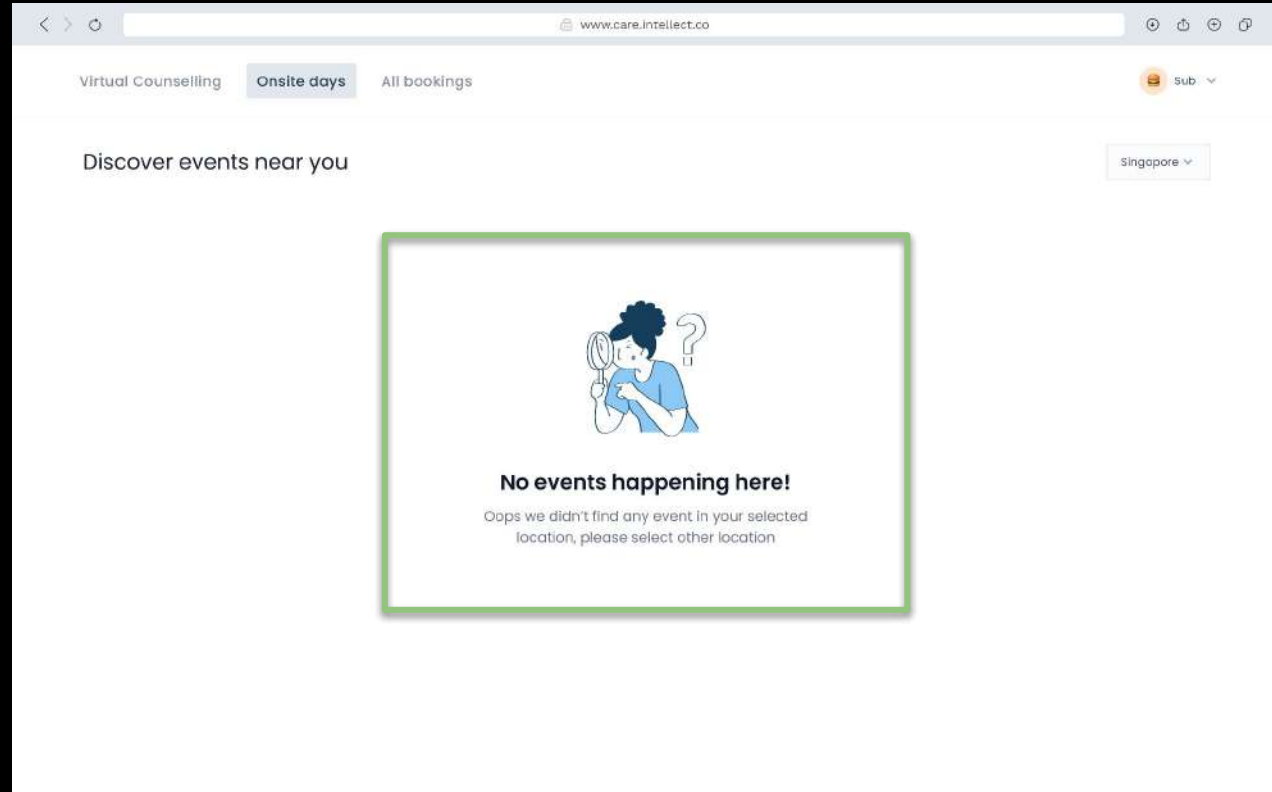 www.care.intellect.co
Virtual Counselling
Onsite days
All bookings
Sub
Discover events near you
Singapore
?
No events happening here!
Oops we didn't find any event in your selected
location, please select other location